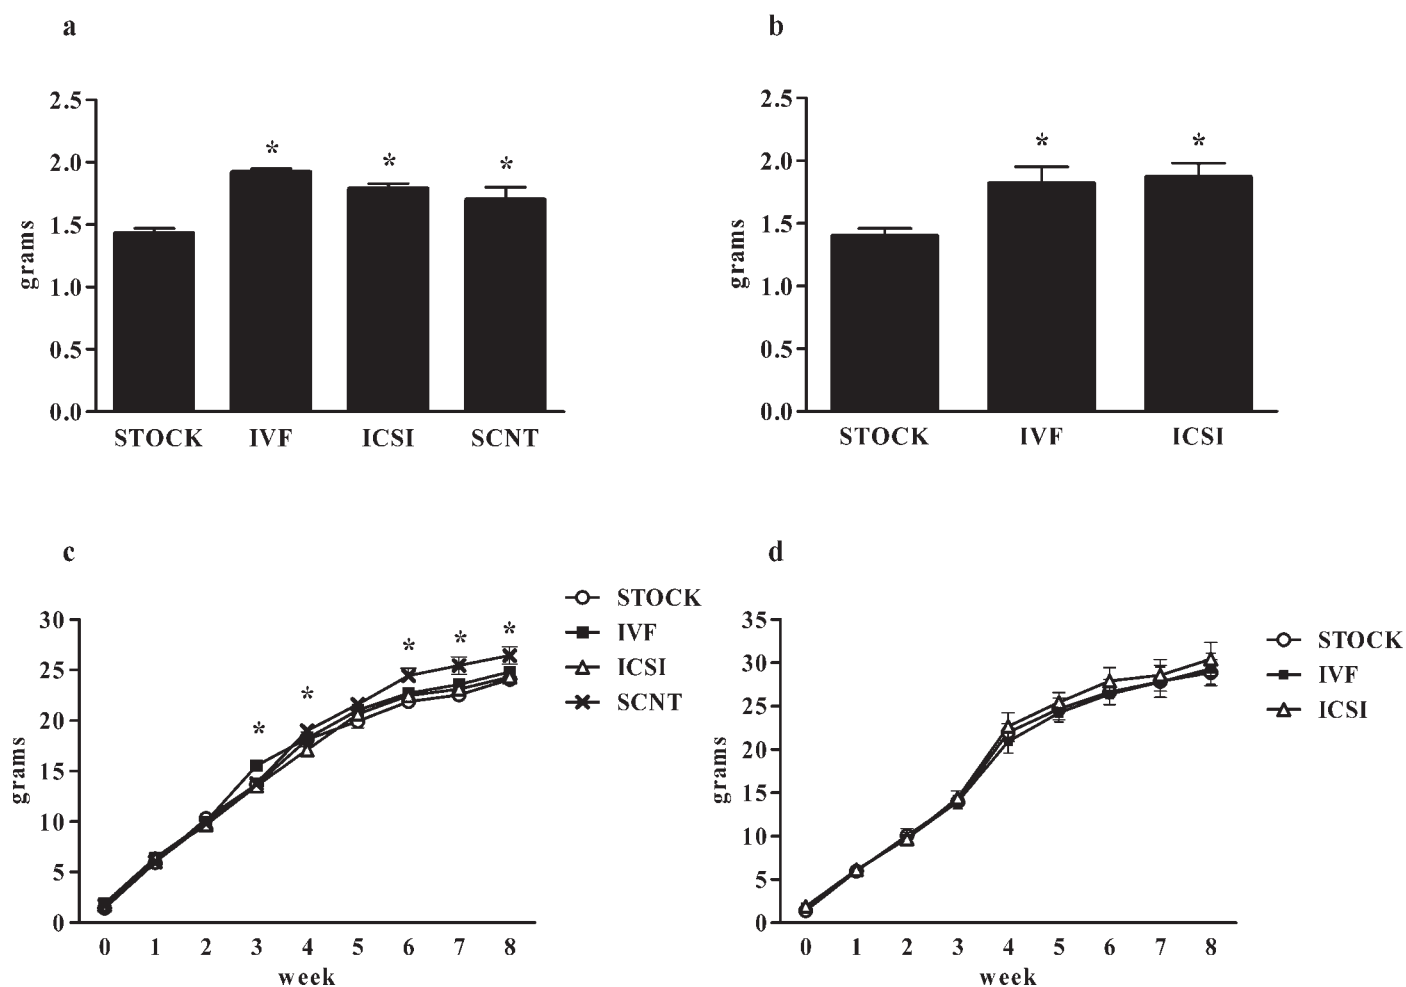 a
2.5
2.0
1.5
1.0
0.5
0.0
grams
* * *
STOCK IVF ICSI SCNT
b
2.5
2.0
1.5
1.0
0.5
0.0
grams
* *
STOCK IVF ICSI
c
30
25
20
15
10
5
0
grams
* * * * *
0 1 2 3 4 5 6 7 8
week
STOCK
IVF
ICSI
SCNT
d
35
30
25
20
15
10
5
0
grams
0 1 2 3 4 5 6 7 8
week
STOCK
IVF
ICSI